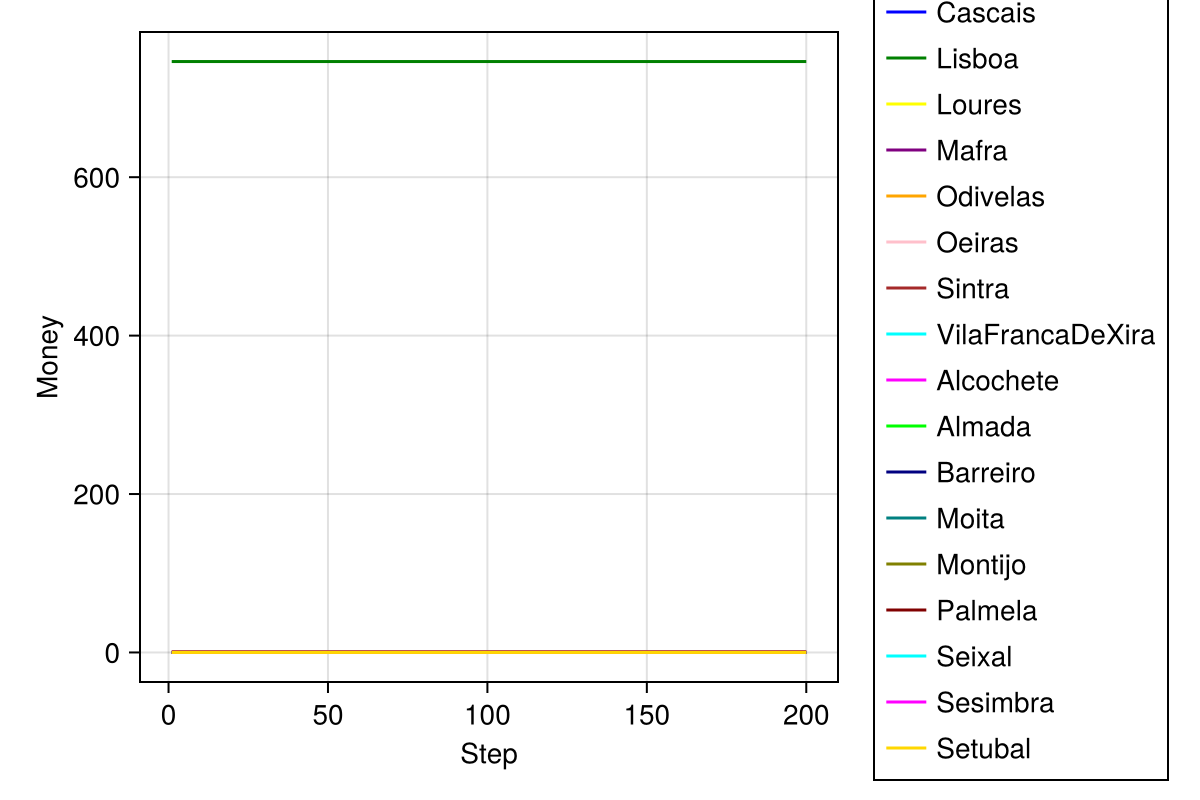 600
400
200
0
Money
0 50 100 150 200
Step
Cascais
Lisboa
Loures
Mafra
Odivelas
Oeiras
Sintra
VilaFrancaDeXira
Alcochete
Almada
Barreiro
Moita
Montijo
Palmela
Seixal
Sesimbra
Setubal